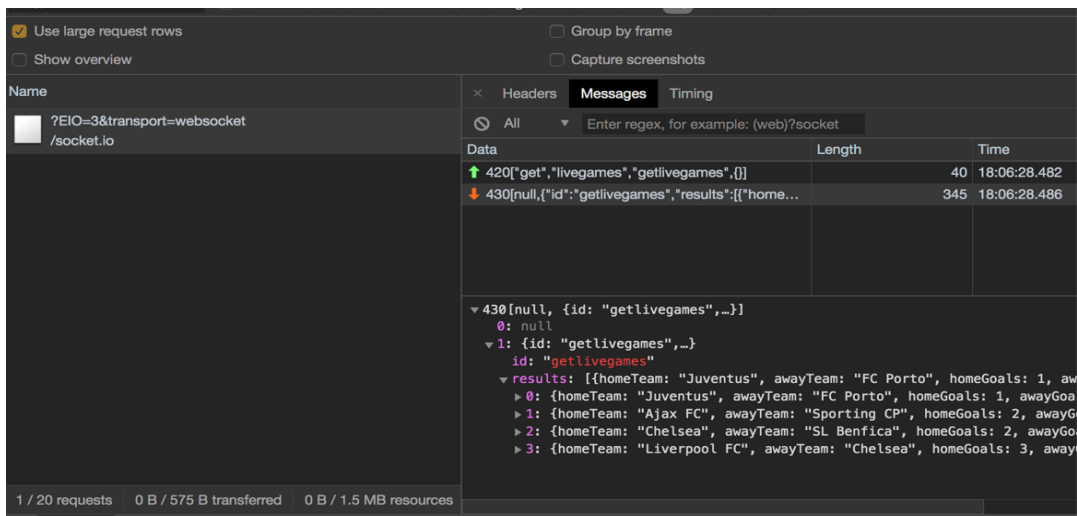 Use large request rows
Group by frame
Show overview
Capture screenshots
Name
× Headers Messages Timing
?EIO=3&transport=websocket
/socket.io
All ▼ Enter regex, for example: (web)?socket
Data Length Time
420["get","livegames","getlivegames",{}] 40 18:06:28.482
430[null,{"id":"getlivegames","results":[{"home… 345 18:06:28.486
▼430[null, {id: "getlivegames",…}]
0: null
▼1: {id: "getlivegames",…}
id: "getlivegames"
▼results: [{homeTeam: "Juventus", awayTeam: "FC Porto", homeGoals: 1, aw
▶0: {homeTeam: "Juventus", awayTeam: "FC Porto", homeGoals: 1, awayGoa
▶1: {homeTeam: "Ajax FC", awayTeam: "Sporting CP", homeGoals: 2, awayG
▶2: {homeTeam: "Chelsea", awayTeam: "SL Benfica", homeGoals: 2, awayGo
▶3: {homeTeam: "Liverpool FC", awayTeam: "Chelsea", homeGoals: 3, away
1 / 20 requests 0 B / 575 B transferred 0 B / 1.5 MB resources